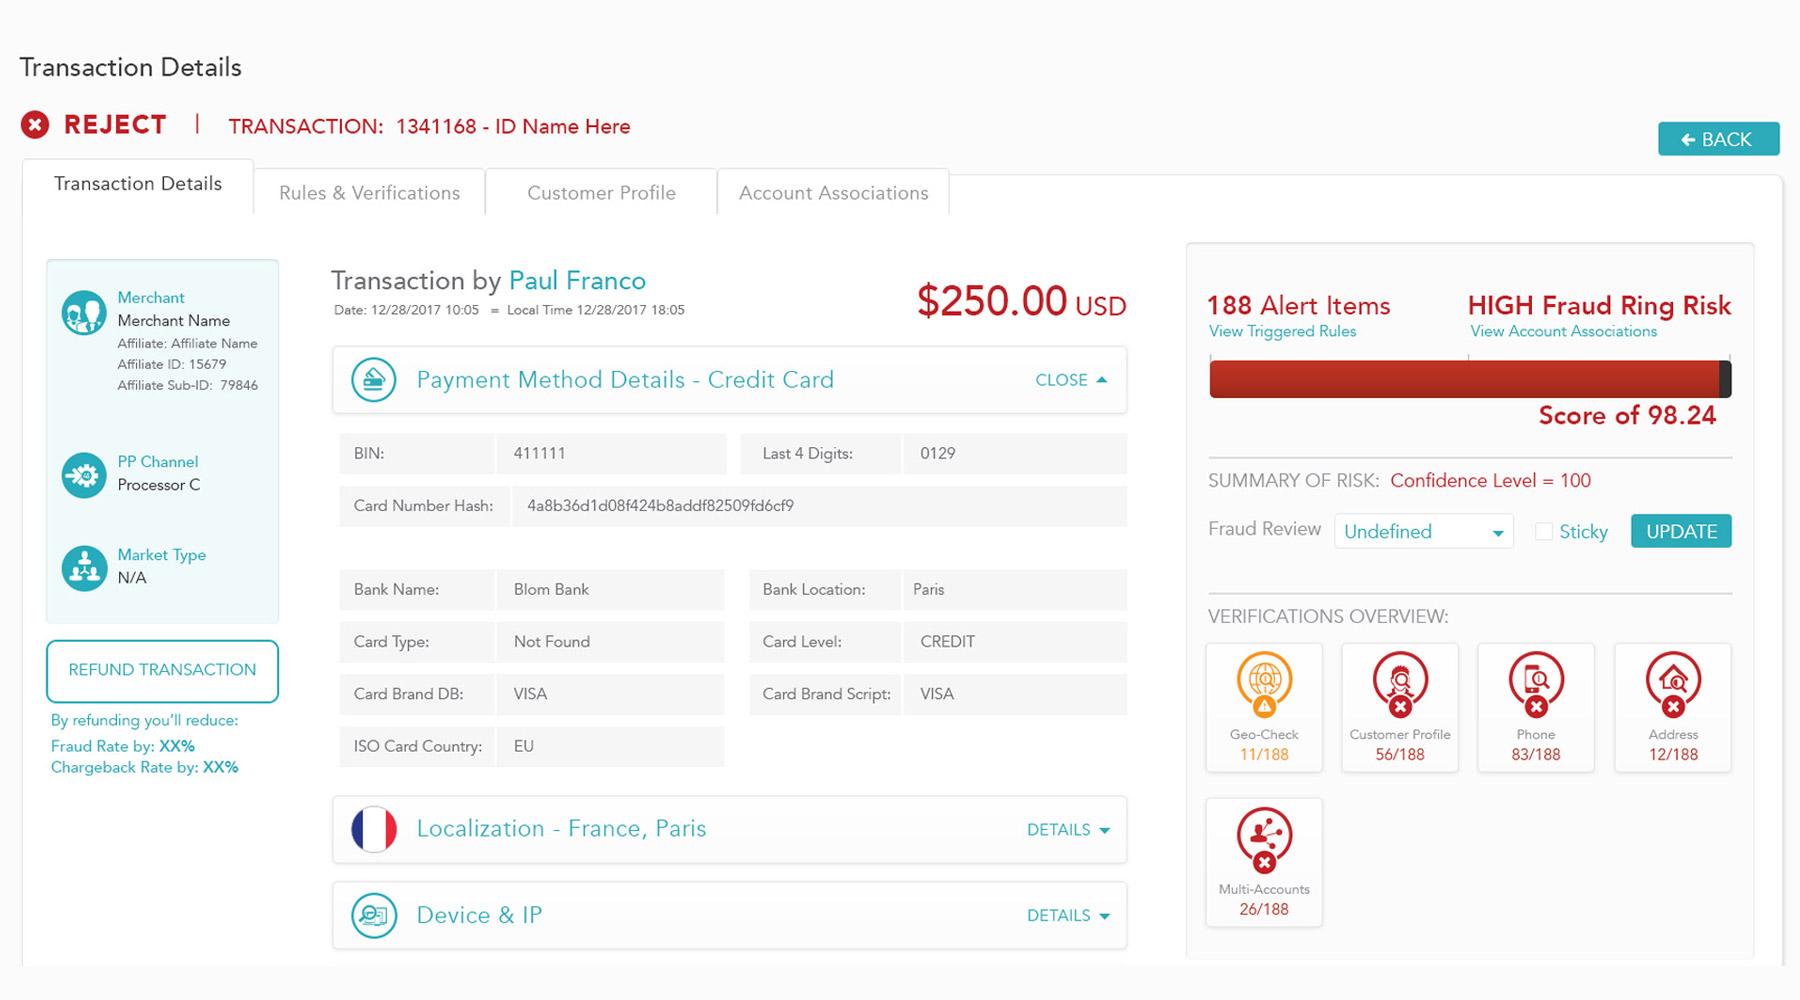 Transaction Details
REJECT | TRANSACTION: 1341168 - ID Name Here
← BACK
Transaction Details
Rules & Verifications
Customer Profile
Account Associations
Merchant
Merchant Name
Affiliate: Affiliate Name
Affiliate ID: 15679
Affiliate Sub-ID: 79846
PP Channel
Processor C
Market Type
N/A
REFUND TRANSACTION
By refunding you'll reduce:
Fraud Rate by: XX%
Chargeback Rate by: XX%
Transaction by Paul Franco
Date: 12/28/2017 10:05 = Local Time 12/28/2017 18:05
$250.00 USD
Payment Method Details - Credit Card
CLOSE
BIN: 411111
Last 4 Digits: 0129
Card Number Hash: 4a8b36d1d08f424b8addf82509fd6cf9
Bank Name: Blom Bank
Bank Location: Paris
Card Type: Not Found
Card Level: CREDIT
Card Brand DB: VISA
Card Brand Script: VISA
ISO Card Country: EU
Localization - France, Paris
DETAILS
Device & IP
DETAILS
188 Alert Items
View Triggered Rules
HIGH Fraud Ring Risk
View Account Associations
Score of 98.24
SUMMARY OF RISK: Confidence Level = 100
Fraud Review Undefined Sticky UPDATE
VERIFICATIONS OVERVIEW:
Geo-Check
11/188
Customer Profile
56/188
Phone
83/188
Address
12/188
Multi-Accounts
26/188